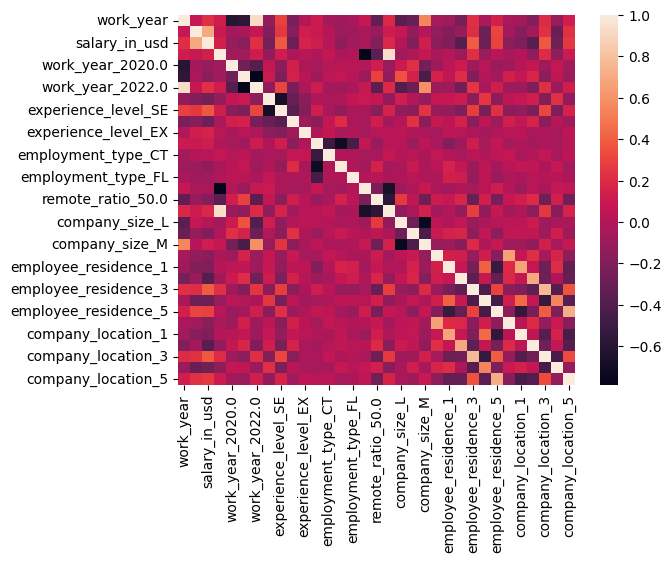 work_year
salary_in_usd
work_year_2020.0
work_year_2022.0
experience_level_SE
experience_level_EX
employment_type_CT
employment_type_FL
remote_ratio_50.0
company_size_L
company_size_M
employee_residence_1
employee_residence_3
employee_residence_5
company_location_1
company_location_3
company_location_5
work_year
salary_in_usd
work_year_2020.0
work_year_2022.0
experience_level_SE
experience_level_EX
employment_type_CT
employment_type_FL
remote_ratio_50.0
company_size_L
company_size_M
employee_residence_1
employee_residence_3
employee_residence_5
company_location_1
company_location_3
company_location_5
1.0
0.8
0.6
0.4
0.2
0.0
−0.2
−0.4
−0.6